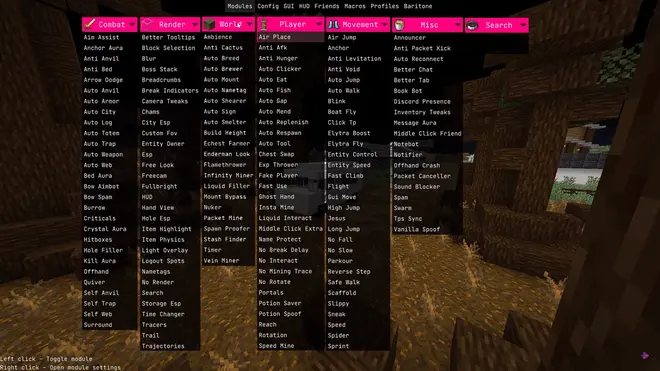 Modules Config GUI HUD Friends Macros Profiles Baritone
Combat
Aim Assist
Anchor Aura
Anti Anvil
Anti Bed
Arrow Dodge
Auto Anvil
Auto Armor
Auto City
Auto Log
Auto Totem
Auto Trap
Auto Weapon
Auto Web
Bed Aura
Bow Aimbot
Bow Spam
Burrow
Criticals
Crystal Aura
Hitboxes
Hole Filler
Kill Aura
Offhand
Quiver
Self Anvil
Self Trap
Self Web
Surround
Render
Better Tooltips
Block Selection
Blur
Boss Stack
Breadcrumbs
Break Indicators
Camera Tweaks
Chams
City Esp
Custom Fov
Entity Owner
Esp
Free Look
Freecam
Fullbright
HUD
Hand View
Hole Esp
Item Highlight
Item Physics
Light Overlay
Logout Spots
Nametags
No Render
Search
Storage Esp
Time Changer
Tracers
Trail
Trajectories
World
Ambience
Anti Cactus
Auto Breed
Auto Brewer
Auto Mount
Auto Nametag
Auto Shearer
Auto Sign
Auto Smelter
Build Height
Echest Farmer
Enderman Look
Flamethrower
Infinity Miner
Liquid Filler
Mount Bypass
Nuker
Packet Mine
Spawn Proofer
Stash Finder
Timer
Vein Miner
Player
Air Place
Anti Afk
Anti Hunger
Auto Clicker
Auto Eat
Auto Fish
Auto Gap
Auto Mend
Auto Replenish
Auto Respawn
Auto Tool
Chest Swap
Exp Thrower
Fake Player
Fast Use
Ghost Hand
Insta Mine
Liquid Interact
Middle Click Extra
Name Protect
No Break Delay
No Interact
No Mining Trace
No Rotate
Portals
Potion Saver
Potion Spoof
Reach
Rotation
Speed Mine
Movement
Air Jump
Anchor
Anti Levitation
Anti Void
Auto Jump
Auto Walk
Blink
Boat Fly
Click Tp
Elytra Boost
Elytra Fly
Entity Control
Entity Speed
Fast Climb
Flight
Gui Move
High Jump
Jesus
Long Jump
No Fall
No Slow
Parkour
Reverse Step
Safe Walk
Scaffold
Slippy
Sneak
Speed
Spider
Sprint
Misc
Announcer
Anti Packet Kick
Auto Reconnect
Better Chat
Better Tab
Book Bot
Discord Presence
Inventory Tweaks
Message Aura
Middle Click Friend
Notebot
Notifier
Offhand Crash
Packet Canceller
Sound Blocker
Spam
Swarm
Tps Sync
Vanilla Spoof
Search
Left click - Toggle module
Right click - Open module settings